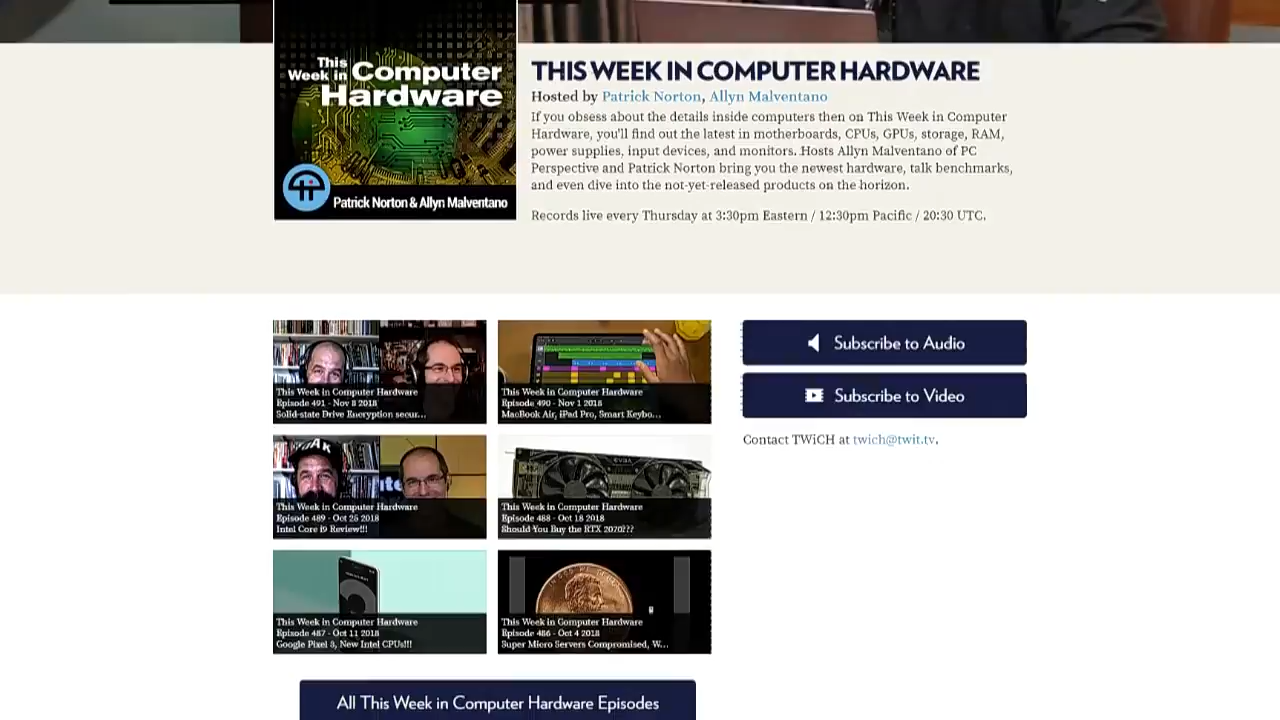 This
Week in Computer
Hardware
Patrick Norton & Allyn Malventano
THIS WEEK IN COMPUTER HARDWARE
Hosted by Patrick Norton, Allyn Malventano
If you obsess about the details inside computers then on This Week in Computer
Hardware, you'll find out the latest in motherboards, CPUs, GPUs, storage, RAM,
power supplies, input devices, and monitors. Hosts Allyn Malventano of PC
Perspective and Patrick Norton bring you the newest hardware, talk benchmarks,
and even dive into the not-yet-released products on the horizon.
Records live every Thursday at 3:30pm Eastern / 12:30pm Pacific / 20:30 UTC.
This Week in Computer Hardware
Episode 491 - Nov 8 2018
Solid-state Drive Encryption secur...
This Week in Computer Hardware
Episode 490 - Nov 1 2018
MacBook Air, iPad Pro, Smart Keybo...
This Week in Computer Hardware
Episode 489 - Oct 25 2018
Intel Core i9 Review!!!
EVGA
This Week in Computer Hardware
Episode 488 - Oct 18 2018
Should You Buy the RTX 2070???
This Week in Computer Hardware
Episode 487 - Oct 11 2018
Google Pixel 3, New Intel CPUs!!!
This Week in Computer Hardware
Episode 486 - Oct 4 2018
Super Micro Servers Compromised, W...
Subscribe to Audio
Subscribe to Video
Contact TWiCH at twich@twit.tv.
All This Week in Computer Hardware Episodes